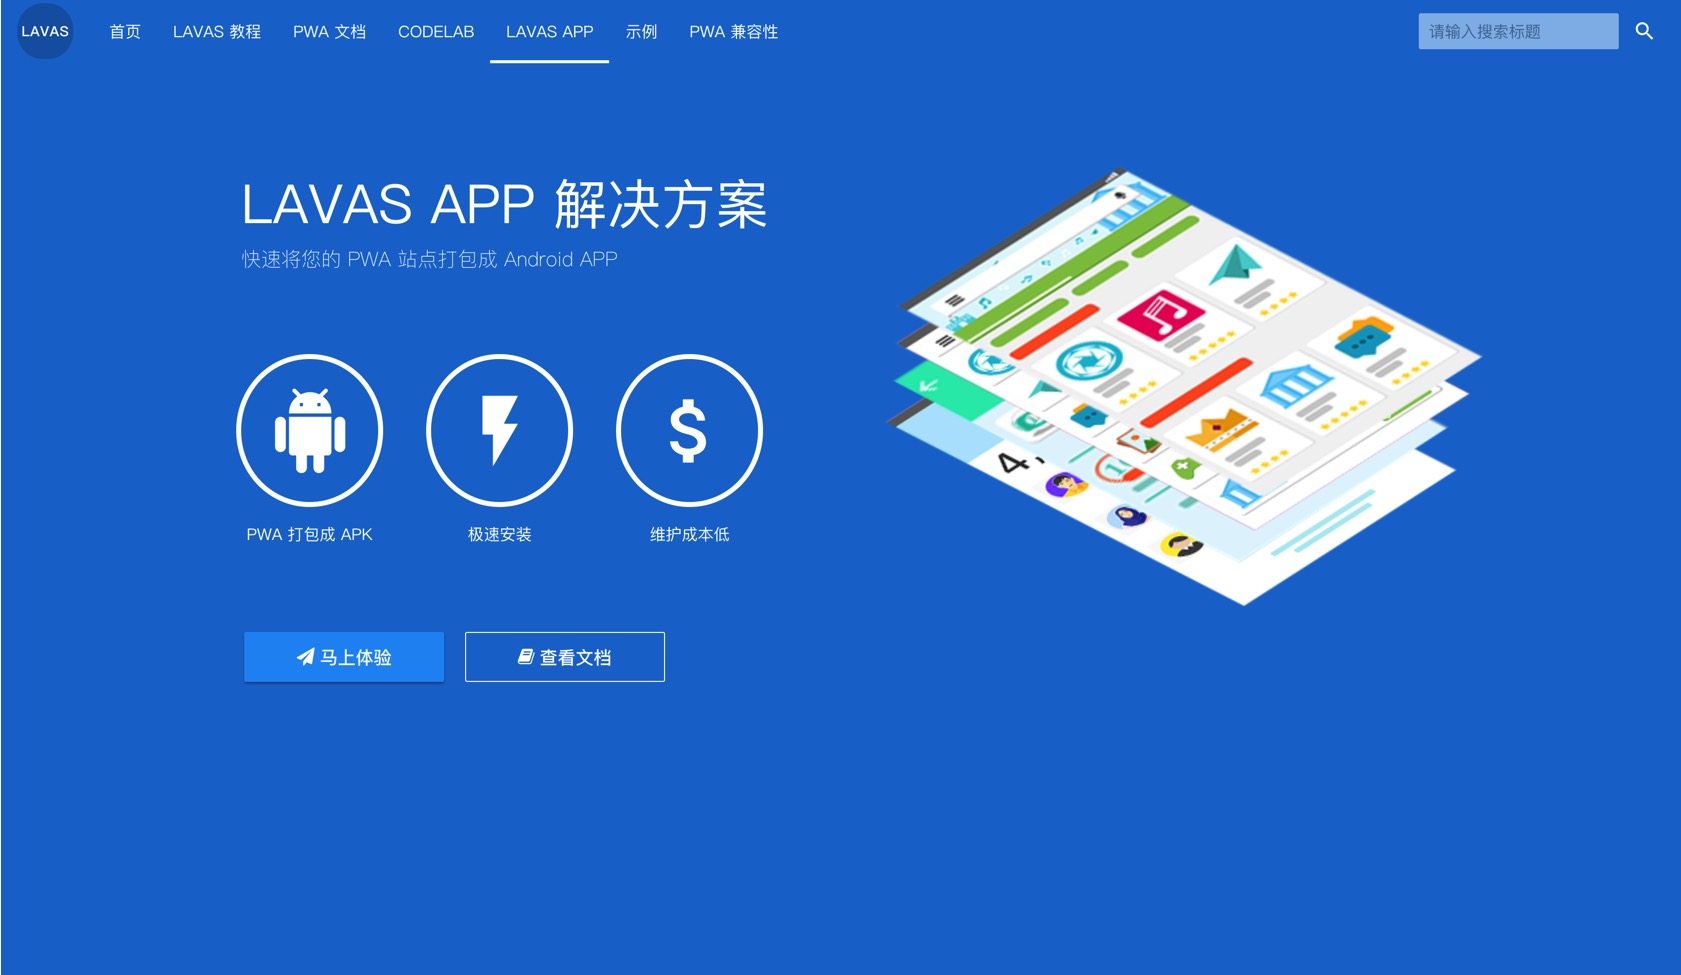 LAVAS
首页
LAVAS 教程
PWA 文档
CODELAB
LAVAS APP
示例
PWA 兼容性
请输入搜索标题
LAVAS APP 解决方案
快速将您的 PWA 站点打包成 Android APP
PWA 打包成 APK
极速安装
维护成本低
马上体验
查看文档